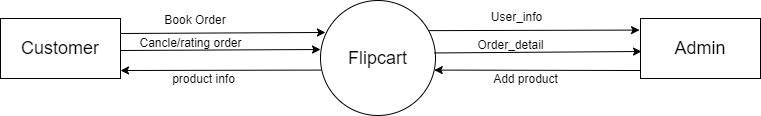 Book Order
User_info
Customer
Cancle/rating order
Flipcart
Order_detail
Admin
product info
Add product